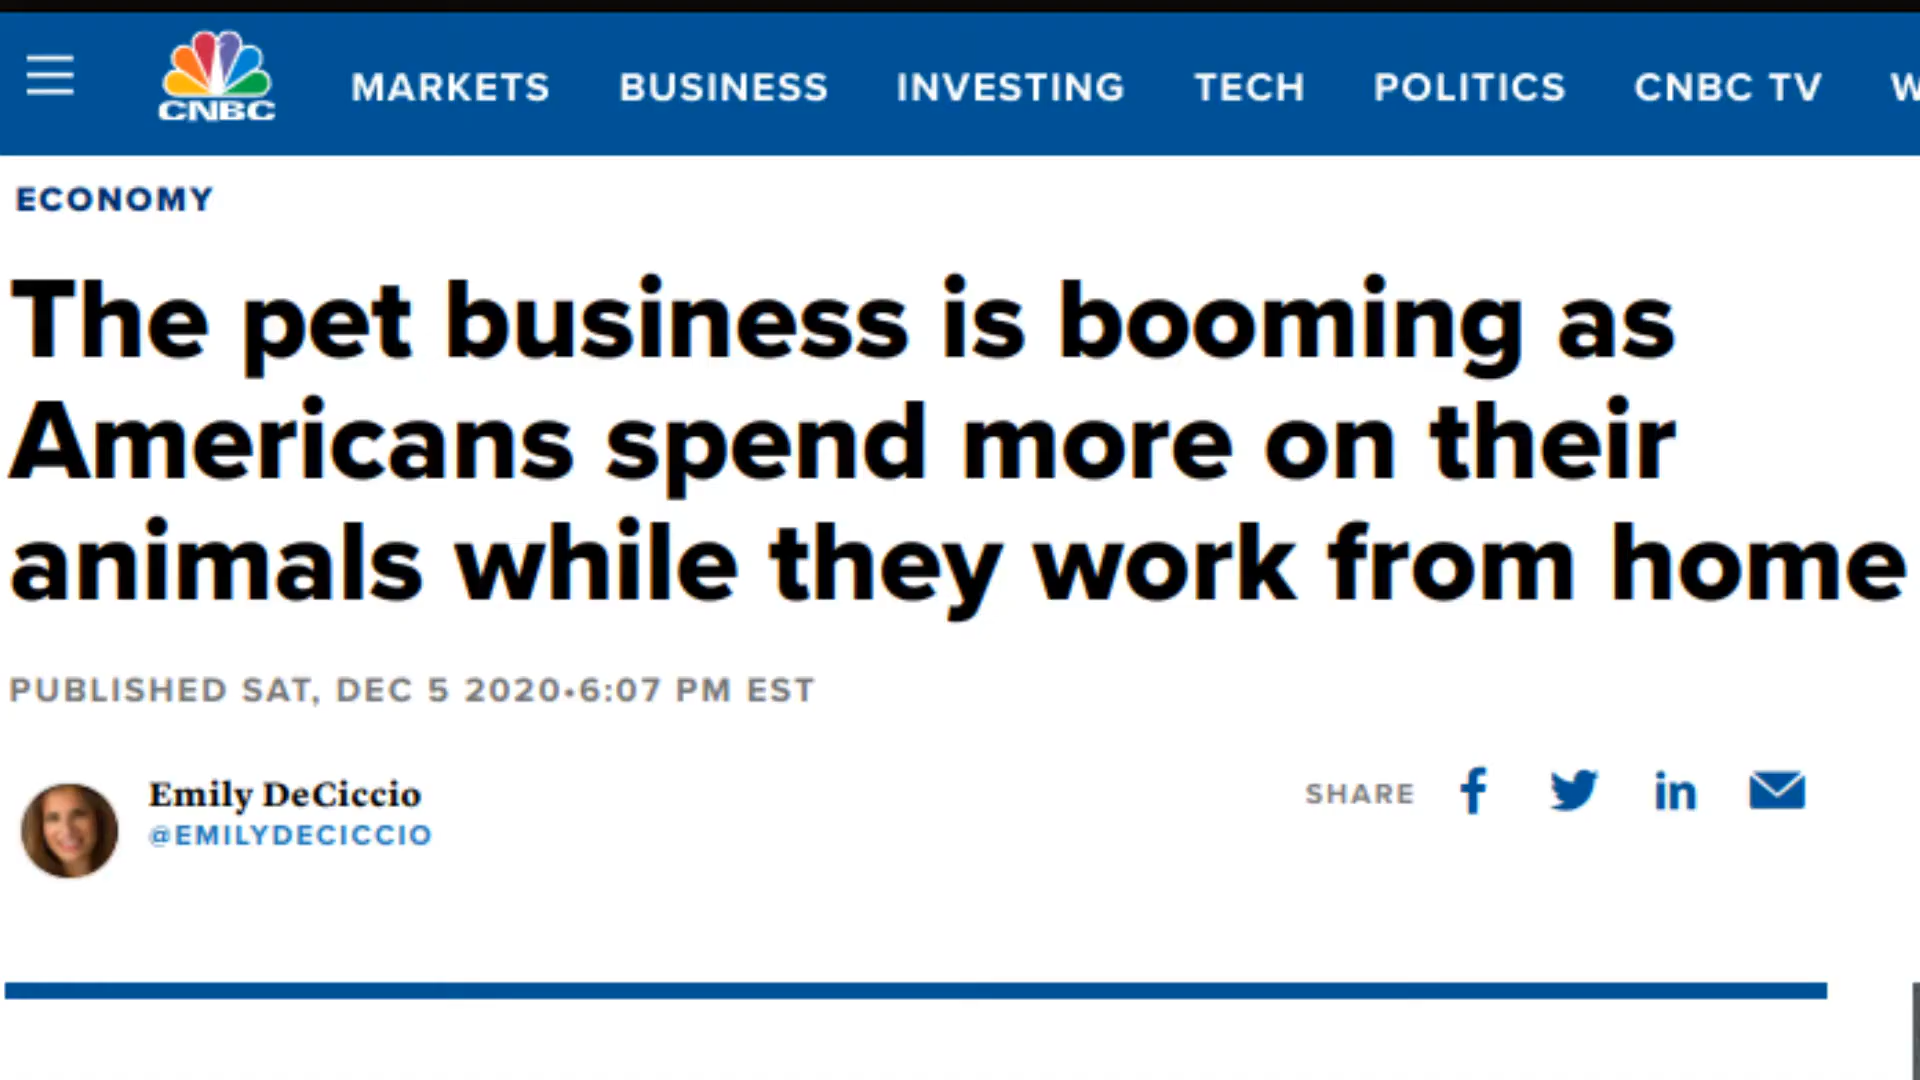 CNBC
MARKETS BUSINESS INVESTING TECH POLITICS CNBC TV W
ECONOMY
The pet business is booming as
Americans spend more on their
animals while they work from home
PUBLISHED SAT, DEC 5 2020•6:07 PM EST
Emily DeCiccio
@EMILYDECICCIO
SHARE